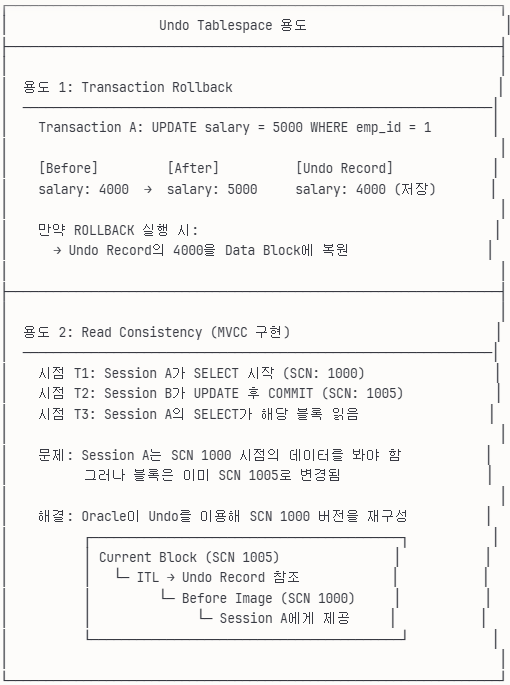 Undo Tablespace 용도
용도 1: Transaction Rollback
Transaction A: UPDATE salary = 5000 WHERE emp_id = 1
[Before] [After] [Undo Record]
salary: 4000 → salary: 5000 salary: 4000 (저장)
만약 ROLLBACK 실행 시:
→ Undo Record의 4000을 Data Block에 복원
용도 2: Read Consistency (MVCC 구현)
시점 T1: Session A가 SELECT 시작 (SCN: 1000)
시점 T2: Session B가 UPDATE 후 COMMIT (SCN: 1005)
시점 T3: Session A의 SELECT가 해당 블록 읽음
문제: Session A는 SCN 1000 시점의 데이터를 봐야 함
그러나 블록은 이미 SCN 1005로 변경됨
해결: Oracle이 Undo를 이용해 SCN 1000 버전을 재구성
Current Block (SCN 1005)
└─ ITL → Undo Record 참조
└─ Before Image (SCN 1000)
└─ Session A에게 제공